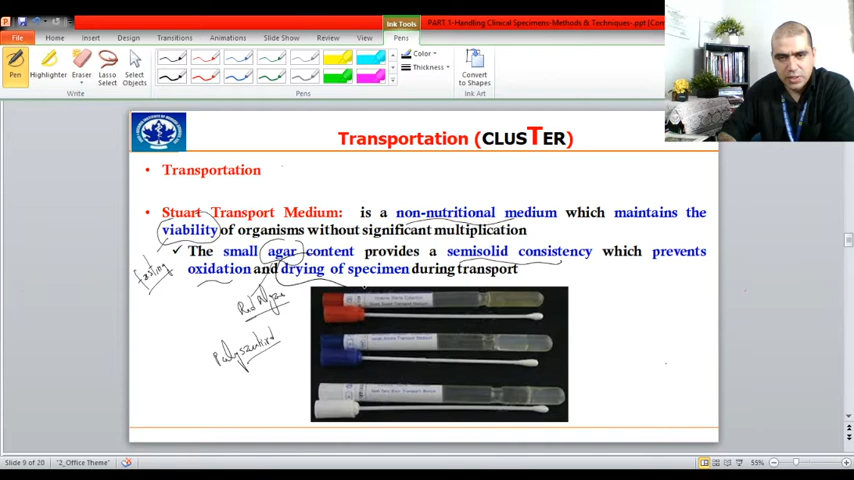 Ink Tools
PART 1-Handling Clinical Specimens-Methods & Techniques-.ppt [Com
File Home Insert Design Transitions Animations Slide Show Review View Pens
Pen Highlighter Eraser Lasso Select Select Objects
Color
Thickness
Convert to Shapes
Write Pens Ink Art
Transportation (CLUSTER)
• Transportation
• Stuart Transport Medium: is a non-nutritional medium which maintains the
viability of organisms without significant multiplication
✓ The small agar content provides a semisolid consistency which prevents
oxidation and drying of specimen during transport
fasting
Red Algae
Slide 9 of 20 "2_Office Theme" 55%